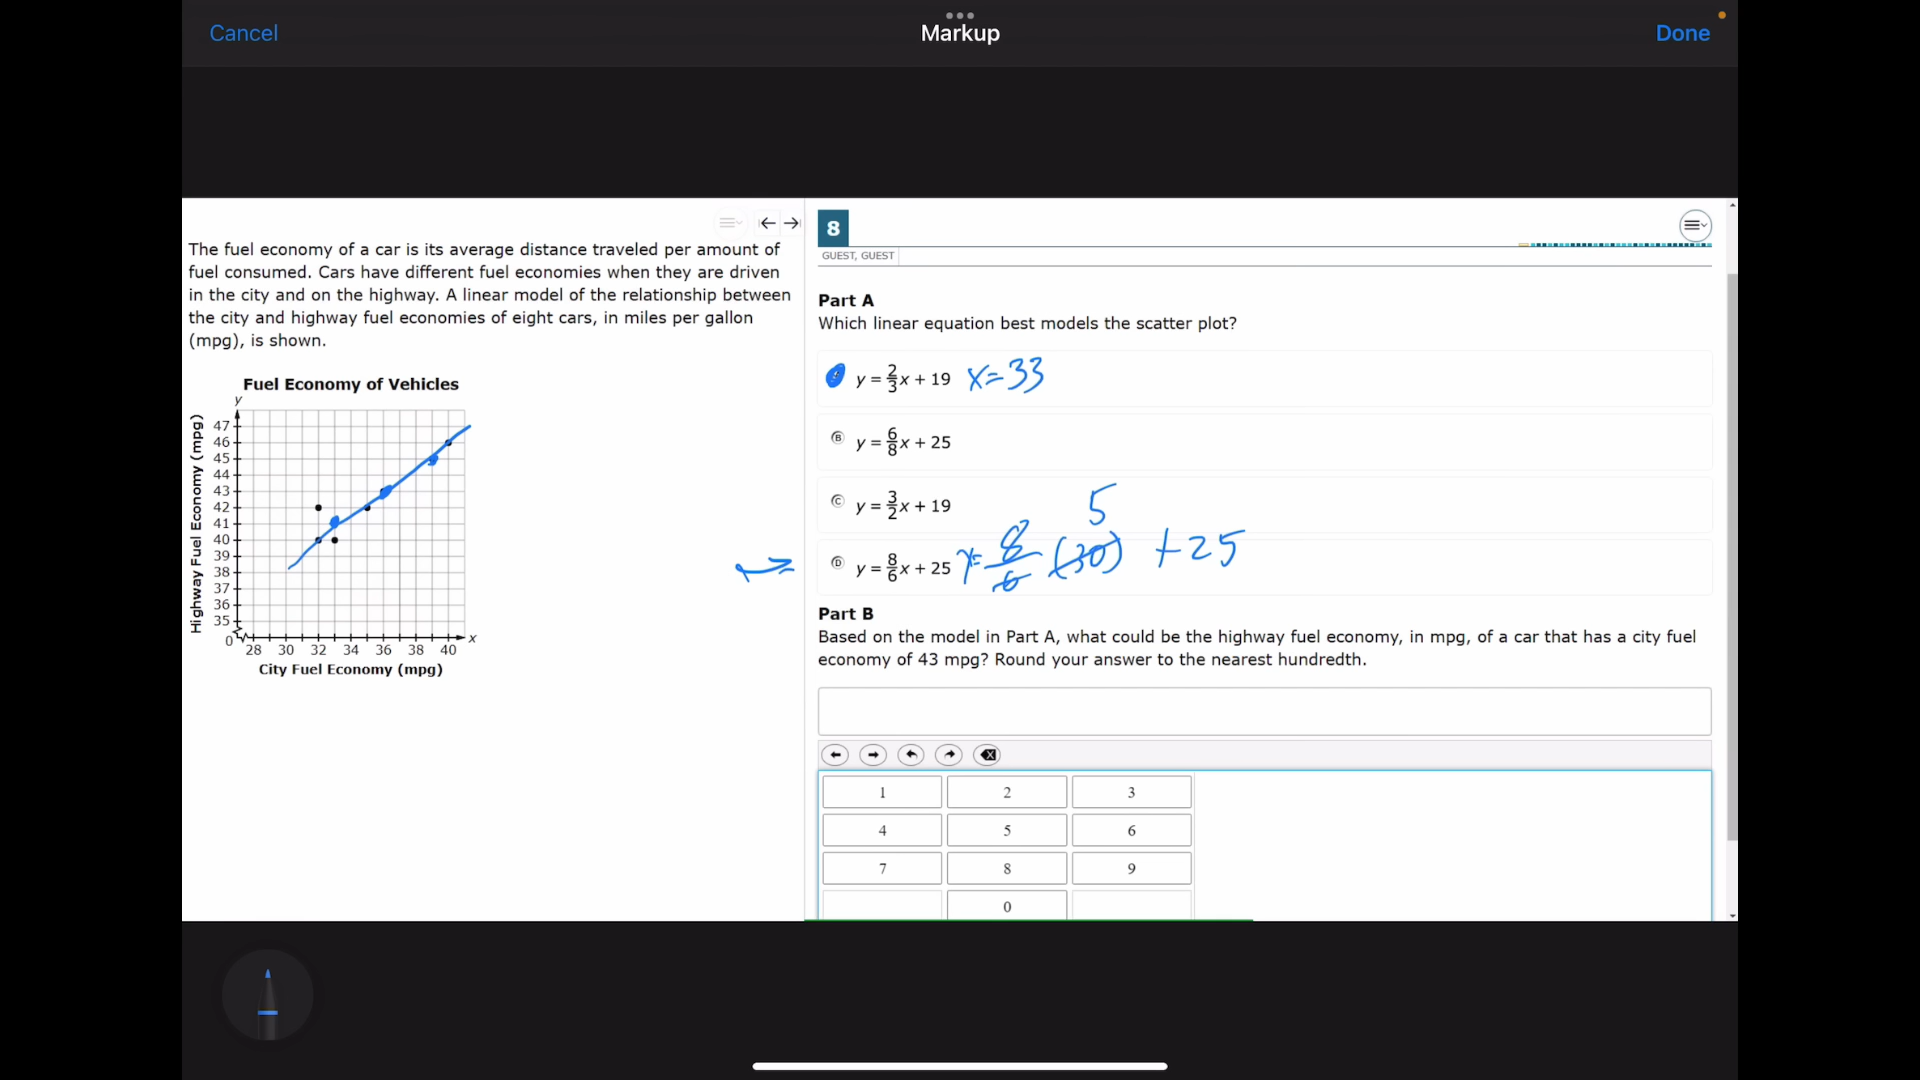 Cancel
Markup
Done
The fuel economy of a car is its average distance traveled per amount of
fuel consumed. Cars have different fuel economies when they are driven
in the city and on the highway. A linear model of the relationship between
the city and highway fuel economies of eight cars, in miles per gallon
(mpg), is shown.
Fuel Economy of Vehicles
y
Highway Fuel Economy (mpg)
47
46
45
44
43
42
41
40
39
38
37
36
35
0
28 30 32 34 36 38 40
x
City Fuel Economy (mpg)
8
GUEST, GUEST
Part A
Which linear equation best models the scatter plot?
y = 2/3 x + 19 x=33
B y = 6/8 x + 25
C y = 3/2 x + 19
5
D y = 8/6 x + 25 8/6 (30) +25
Part B
Based on the model in Part A, what could be the highway fuel economy, in mpg, of a car that has a city fuel
economy of 43 mpg? Round your answer to the nearest hundredth.
1 2 3
4 5 6
7 8 9
0